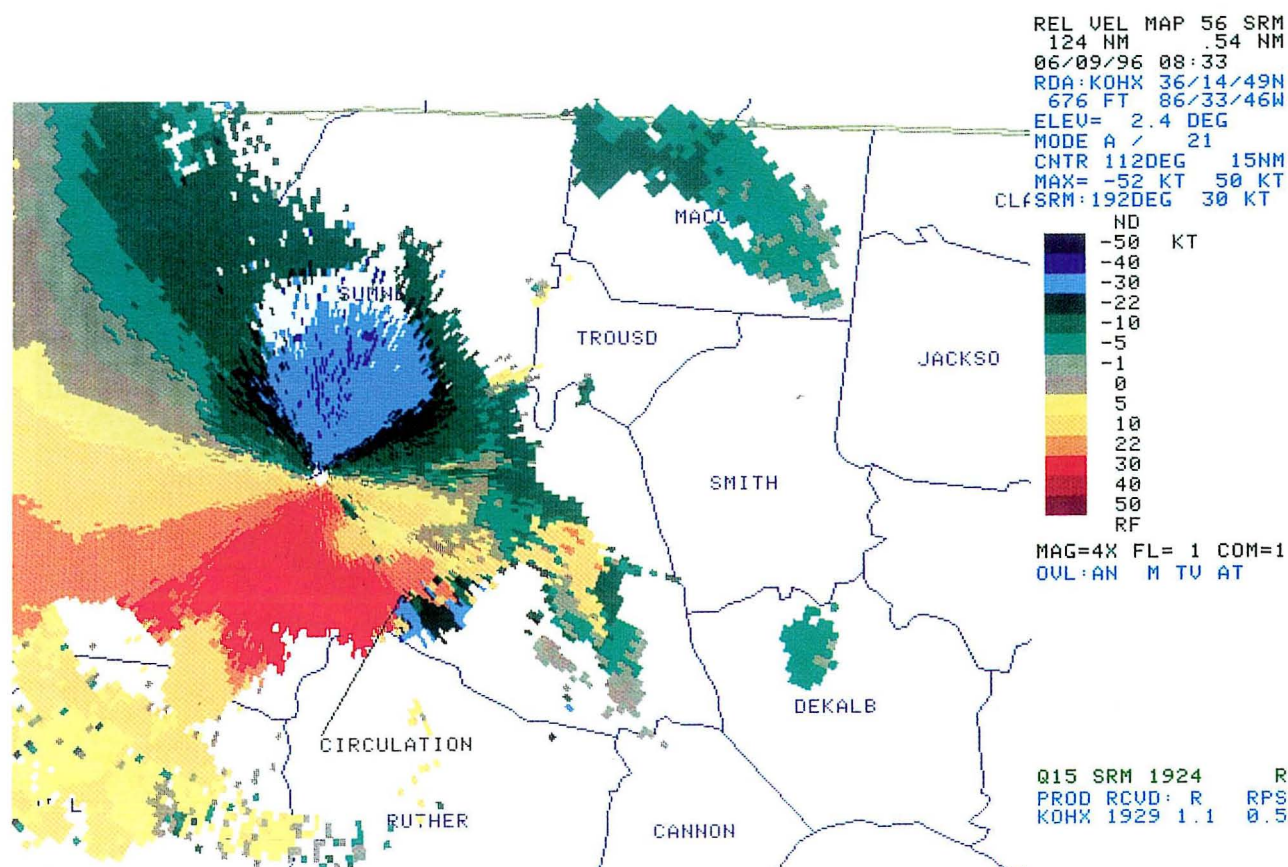 REL VEL MAP 56 SRM
124 NM .54 NM
06/09/96 08:33
RDA:KOHX 36/14/49N
676 FT 86/33/46W
ELEV= 2.4 DEG
MODE A / 21
CNTR 112DEG 15NM
MAX= -52 KT 50 KT
CLA SRM:192DEG 30 KT
ND
-50 KT
-40
-30
-22
-10
-5
-1
0
5
10
22
30
40
50
RF
MAG=4X FL= 1 COM=1
OVL:AN M TV AT
MACO
SUMNE
TROUSD
JACKSO
SMITH
DEKALB
CIRCULATION
RUTHER
CANNON
Q15 SRM 1924 R
PROD RCVD: R RPS
KOHX 1929 1.1 0.5